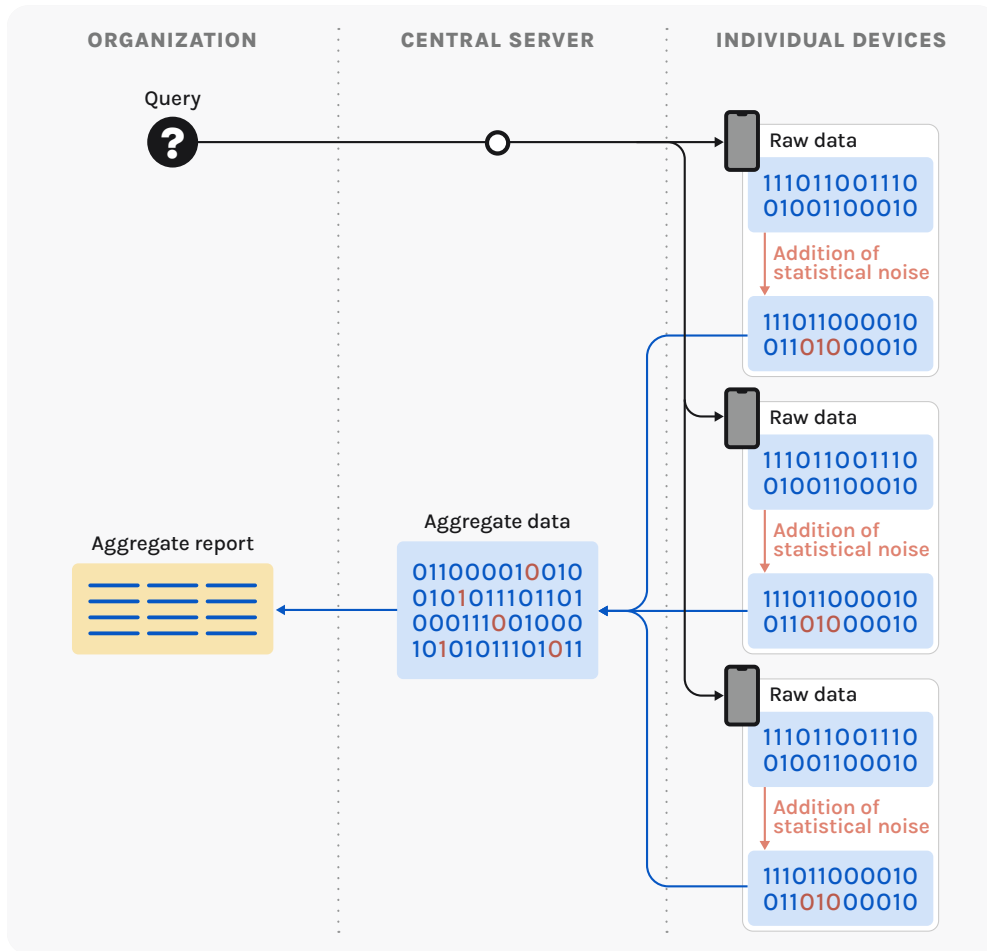 ORGANIZATION
CENTRAL SERVER
INDIVIDUAL DEVICES
Query
?
Raw data
111011001110
01001100010
Addition of
statistical noise
111011000010
01101000010
Raw data
111011001110
01001100010
Addition of
statistical noise
111011000010
01101000010
Aggregate data
011000010010
0101011101101
000111001000
10101011101011
Aggregate report
Raw data
111011001110
01001100010
Addition of
statistical noise
111011000010
01101000010